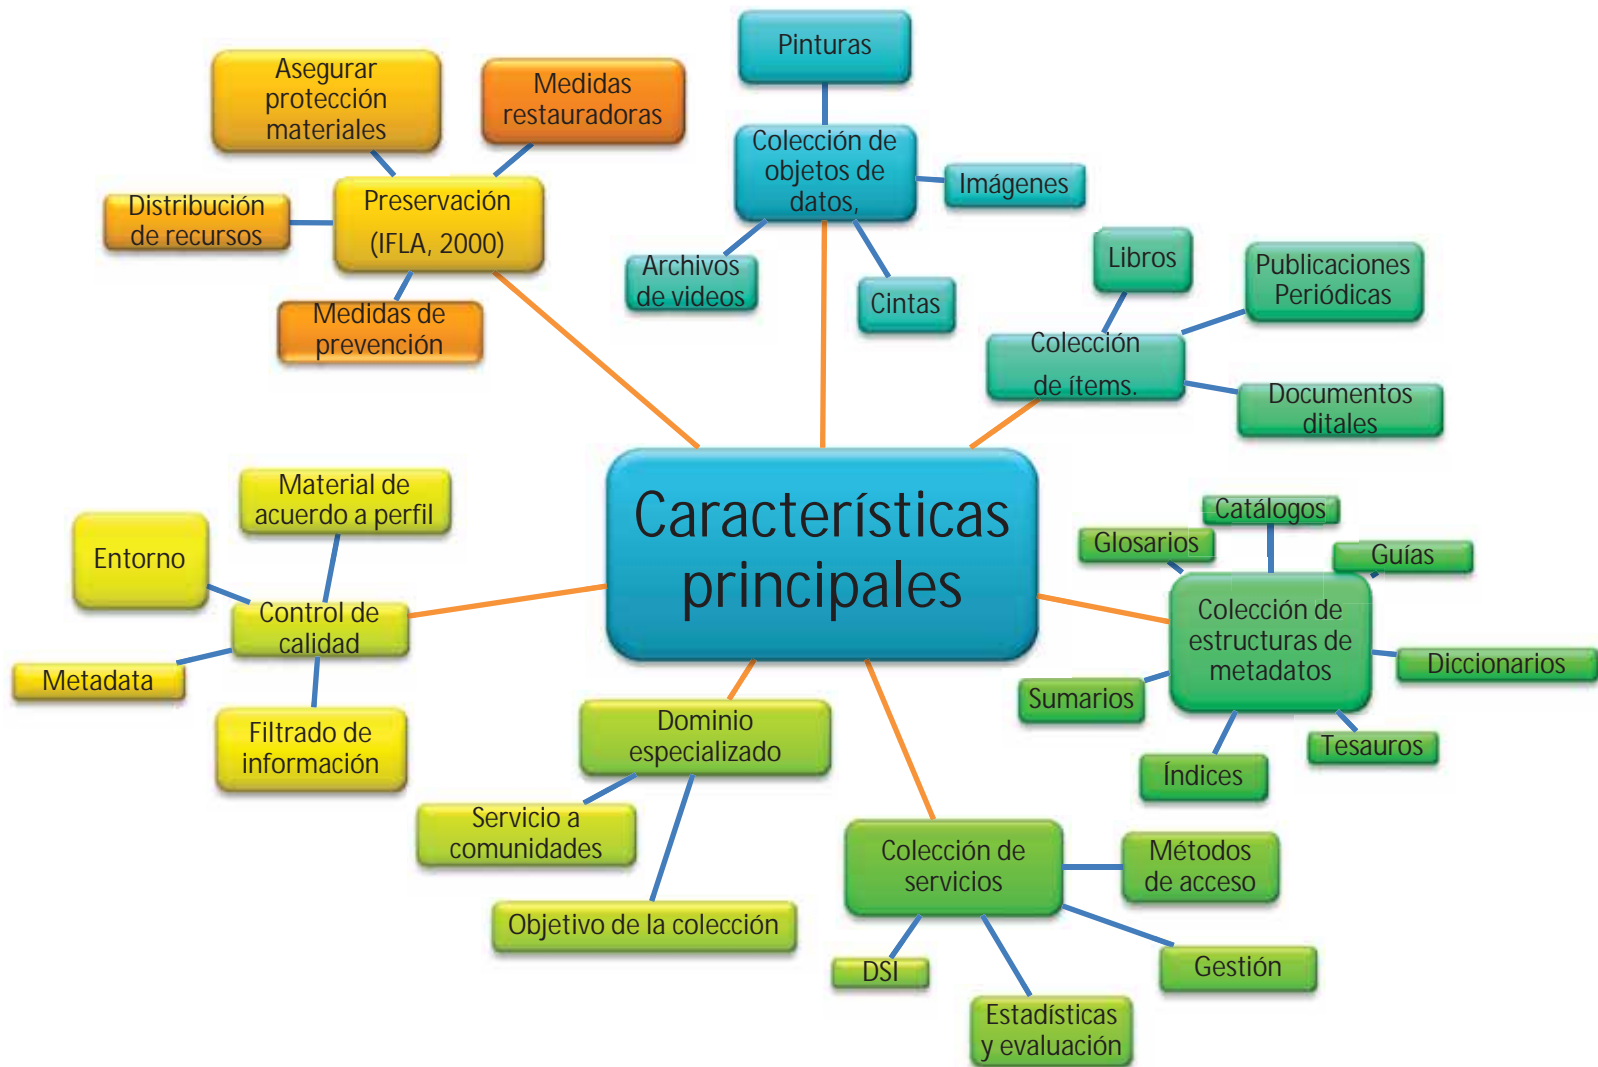 Pinturas
Asegurar
protección
materiales
Medidas
restauradoras
Colección de
objetos de
datos,
Imágenes
Preservación
(IFLA, 2000)
Distribución
de recursos
Medidas de
prevención
Archivos
de videos
Cintas
Libros
Publicaciones
Periódicas
Colección
de ítems.
Documentos
ditales
Características
principales
Material de
acuerdo a perfil
Entorno
Control de
calidad
Metadata
Filtrado de
información
Catálogos
Glosarios
Guías
Colección de
estructuras de
metadatos
Diccionarios
Sumarios
Tesauros
Índices
Dominio
especializado
Servicio a
comunidades
Objetivo de la colección
Colección de
servicios
Métodos
de acceso
Gestión
DSI
Estadísticas
y evaluación